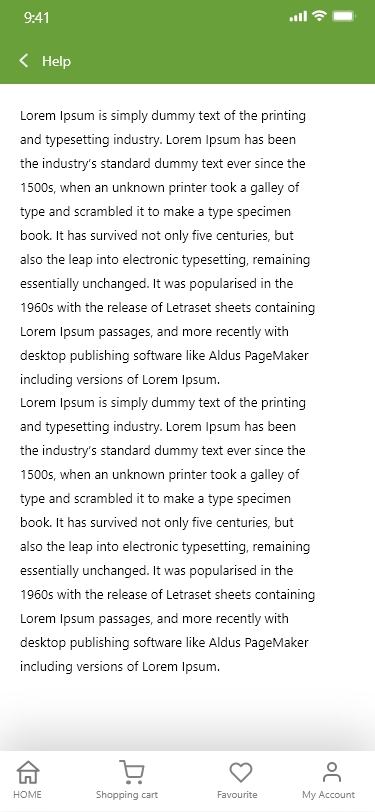 9:41
Help
Lorem Ipsum is simply dummy text of the printing
and typesetting industry. Lorem Ipsum has been
the industry's standard dummy text ever since the
1500s, when an unknown printer took a galley of
type and scrambled it to make a type specimen
book. It has survived not only five centuries, but
also the leap into electronic typesetting, remaining
essentially unchanged. It was popularised in the
1960s with the release of Letraset sheets containing
Lorem Ipsum passages, and more recently with
desktop publishing software like Aldus PageMaker
including versions of Lorem Ipsum.
Lorem Ipsum is simply dummy text of the printing
and typesetting industry. Lorem Ipsum has been
the industry's standard dummy text ever since the
1500s, when an unknown printer took a galley of
type and scrambled it to make a type specimen
book. It has survived not only five centuries, but
also the leap into electronic typesetting, remaining
essentially unchanged. It was popularised in the
1960s with the release of Letraset sheets containing
Lorem Ipsum passages, and more recently with
desktop publishing software like Aldus PageMaker
including versions of Lorem Ipsum.
HOME Shopping cart Favourite My Account